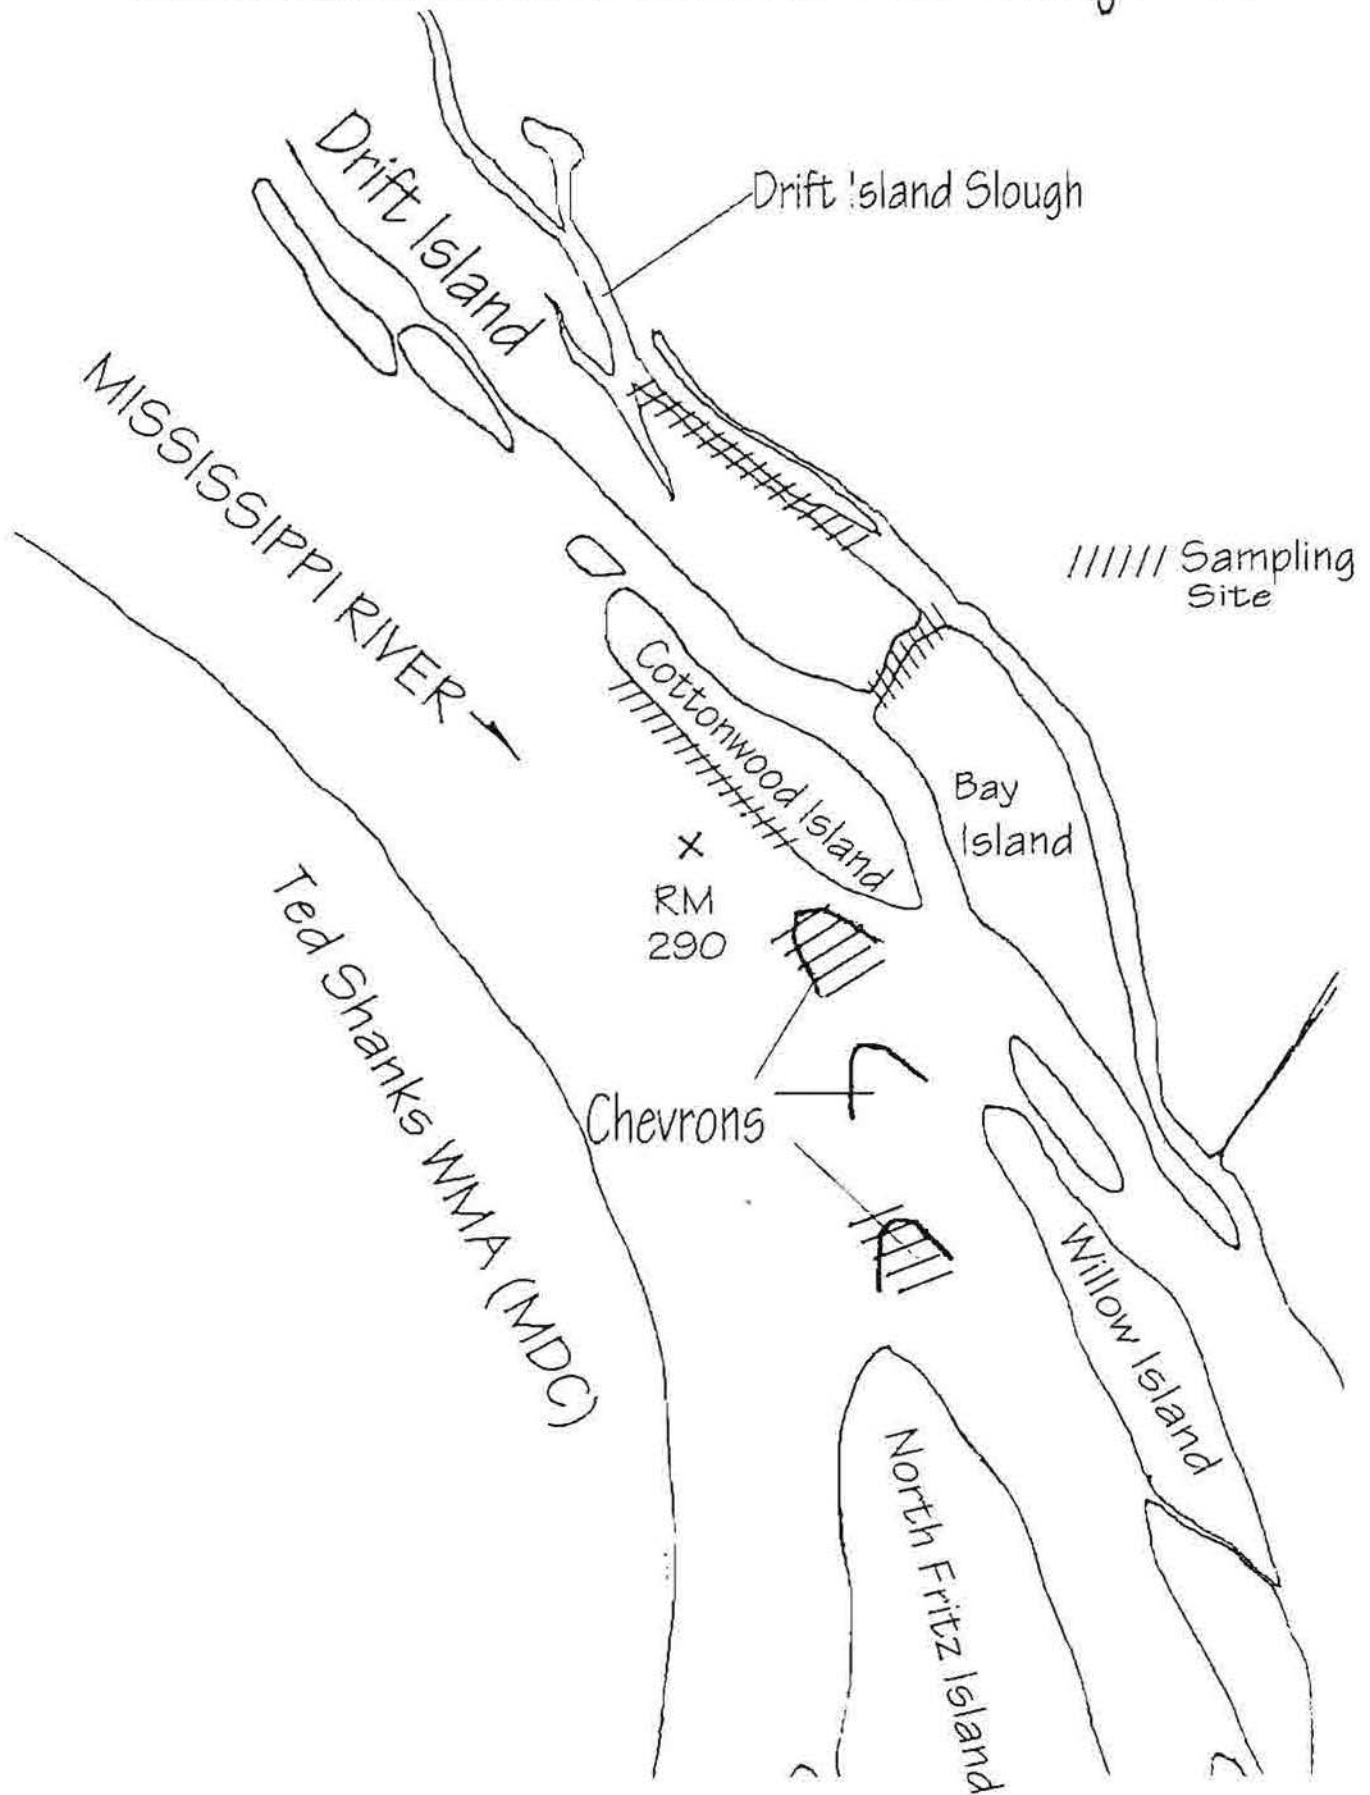 Drift Island
Drift Island Slough
MISSISSIPPI RIVER
////// Sampling
Site
Cottonwood Island
Bay
Island
X
RM
290
Ted Shanks WMA (MDC)
Chevrons
Willow Island
North Fritz Island